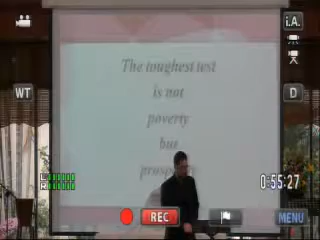 i.A.
WT
D
The toughest test
is not
poverty
but
L
R
0:55:27
REC
MENU